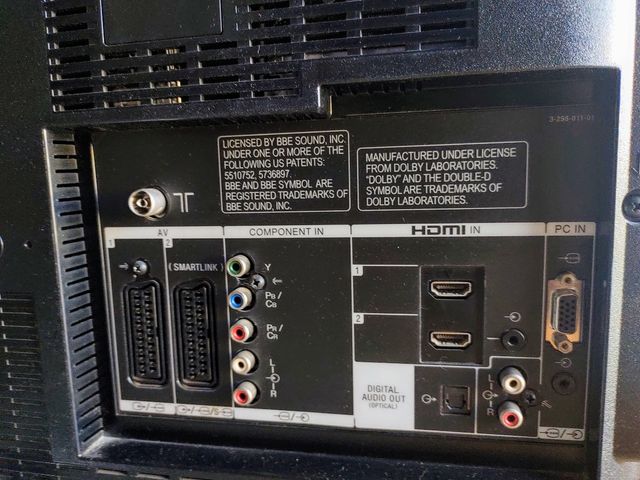 3-298-011-01
LICENSED BY BBE SOUND, INC.
UNDER ONE OR MORE OF THE
FOLLOWING US PATENTS:
5510752, 5736897.
BBE AND BBE SYMBOL ARE
REGISTERED TRADEMARKS OF
BBE SOUND, INC.
MANUFACTURED UNDER LICENSE
FROM DOLBY LABORATORIES.
"DOLBY" AND THE DOUBLE-D
SYMBOL ARE TRADEMARKS OF
DOLBY LABORATORIES.
AV
COMPONENT IN
HDMI IN
PC IN
1
2
(SMARTLINK)
Y
PB /
CB
PR /
CR
L
R
1
2
DIGITAL
AUDIO OUT
(OPTICAL)
L
R